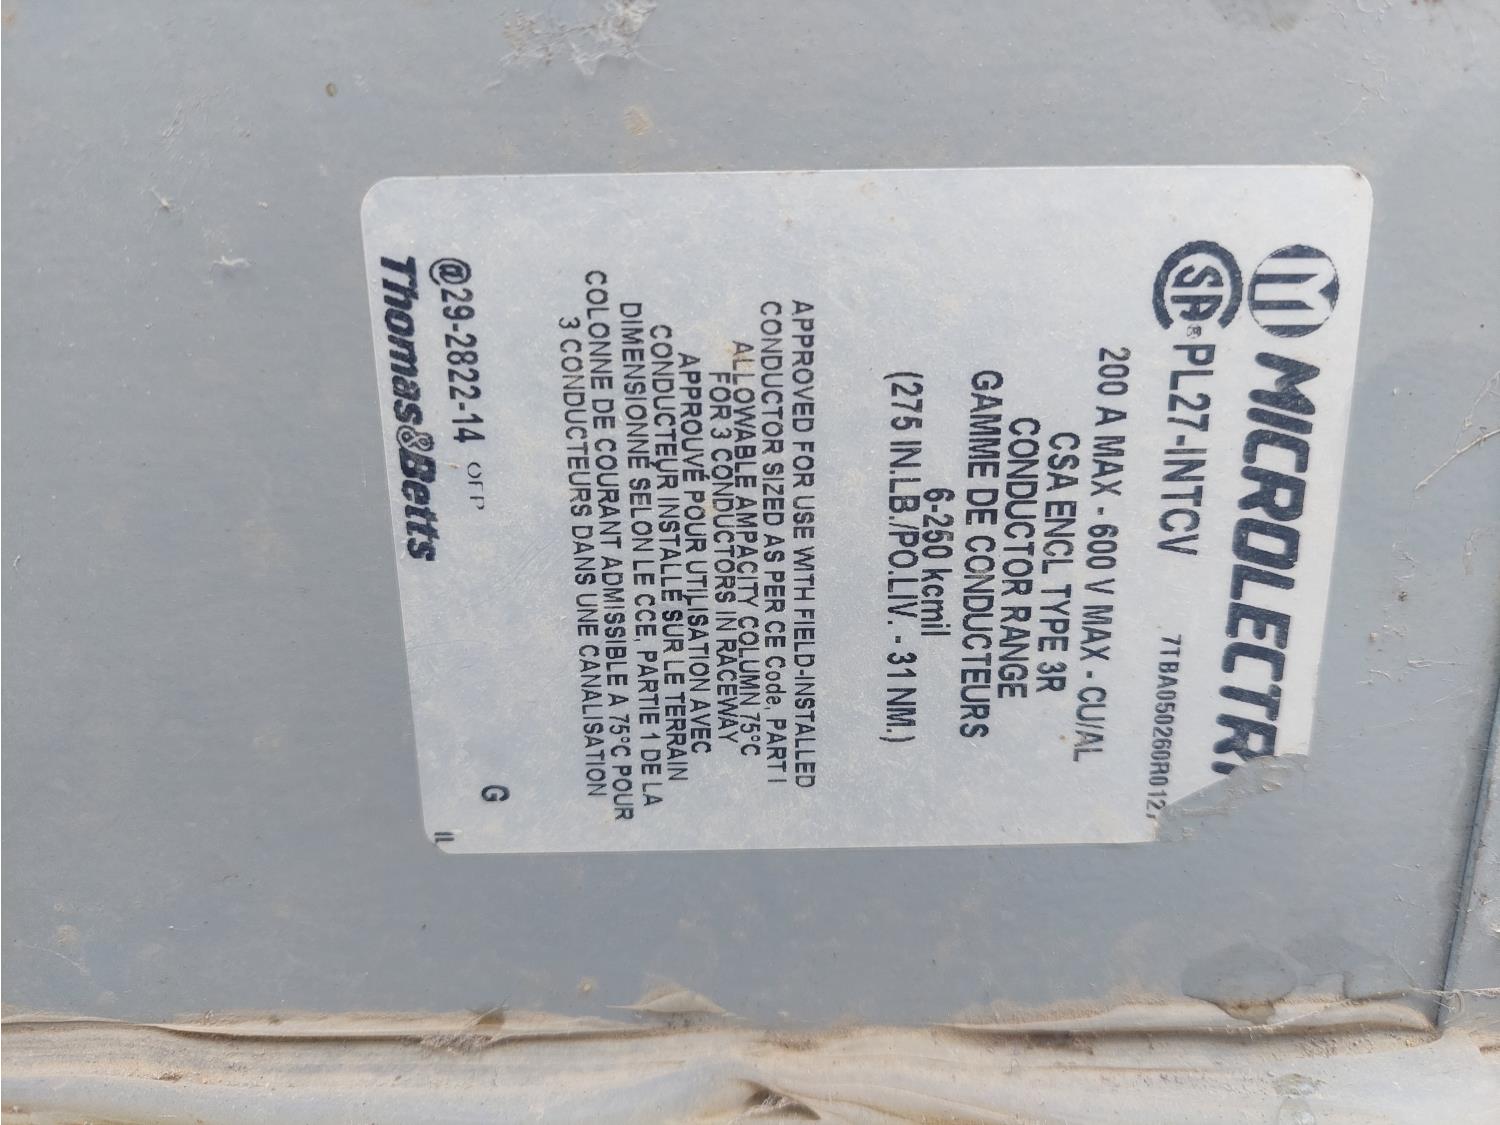 M MICROLECTRI
SA® PL27-INTCV 7TBA050260R012
200 A MAX - 600 V MAX - CU/AL
CSA ENCL TYPE 3R
CONDUCTOR RANGE
GAMME DE CONDUCTEURS
6-250 kcmil
(275 IN.LB./PO.LIV. - 31 NM.)
APPROVED FOR USE WITH FIELD-INSTALLED
CONDUCTOR SIZED AS PER CE Code, PART I
ALLOWABLE AMPACITY COLUMN 75°C
FOR 3 CONDUCTORS IN RACEWAY
APPROUVÉ POUR UTILISATION AVEC
CONDUCTEUR INSTALLÉ SUR LE TERRAIN
DIMENSIONNÉ SELON LE CCE, PARTIE 1 DE LA
COLONNE DE COURANT ADMISSIBLE A 75°C POUR
3 CONDUCTEURS DANS UNE CANALISATION
G
@29-2822-14
Thomas&Betts
IL